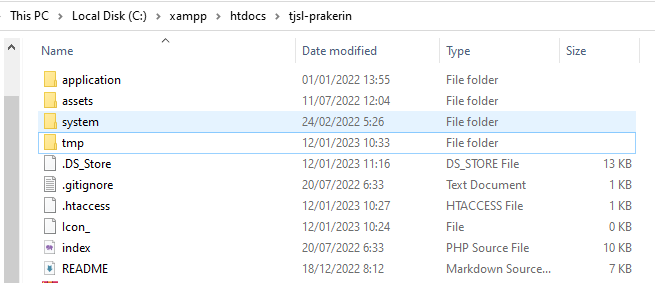 This PC > Local Disk (C:) > xampp > htdocs > tjsl-prakerin
Name Date modified Type Size
application 01/01/2022 13:55 File folder
assets 11/07/2022 12:04 File folder
system 24/02/2022 5:26 File folder
tmp 12/01/2023 10:33 File folder
.DS_Store 12/01/2023 11:16 DS_STORE File 13 KB
.gitignore 20/07/2022 6:33 Text Document 1 KB
.htaccess 12/01/2023 10:27 HTACCESS File 1 KB
Icon_ 12/01/2023 10:24 File 0 KB
index 20/07/2022 6:33 PHP Source File 10 KB
README 18/12/2022 8:12 Markdown Source... 7 KB